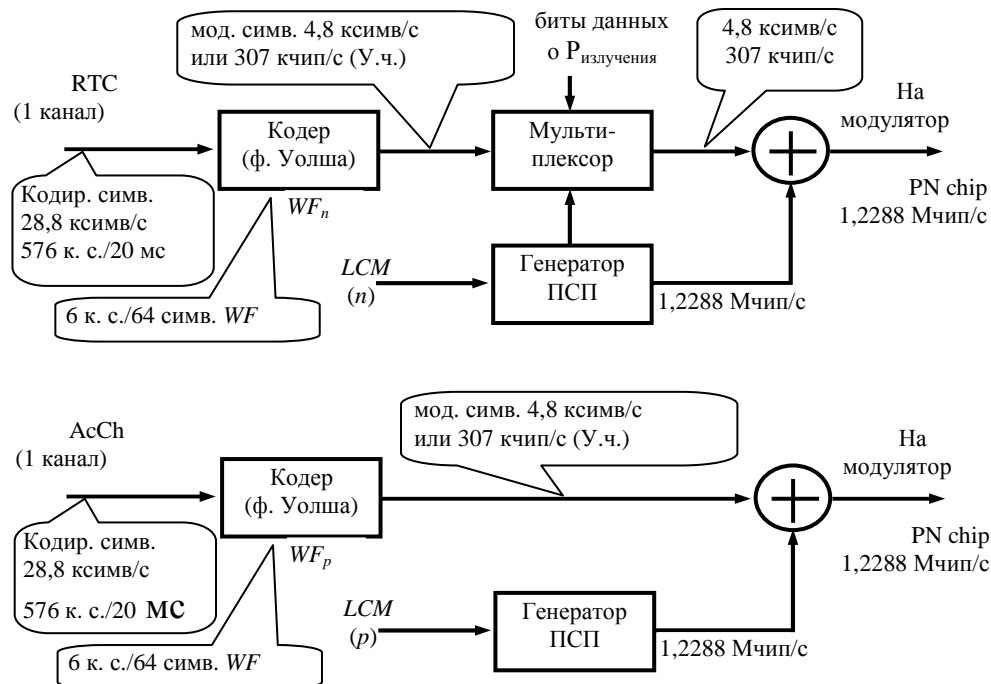 мод. симв. 4,8 ксимв/с
или 307 кчип/с (У.ч.)
биты данных
о Pизлучения
4,8 ксимв/с
307 кчип/с
RTC
(1 канал)
Кодер
(ф. Уолша)
Мульти-
плексор
На
модулятор
WFn
Кодир. симв.
28,8 ксимв/с
576 к. с./20 мс
PN chip
1,2288 Мчип/с
LCM
(n)
Генератор
ПСП
1,2288 Мчип/с
6 к. с./64 симв. WF
мод. симв. 4,8 ксимв/с
или 307 кчип/с (У.ч.)
AcCh
(1 канал)
Кодер
(ф. Уолша)
На
модулятор
WFp
Кодир. симв.
28,8 ксимв/с
576 к. с./20 мс
PN chip
1,2288 Мчип/с
LCM
(p)
Генератор
ПСП
1,2288 Мчип/с
6 к. с./64 симв. WF